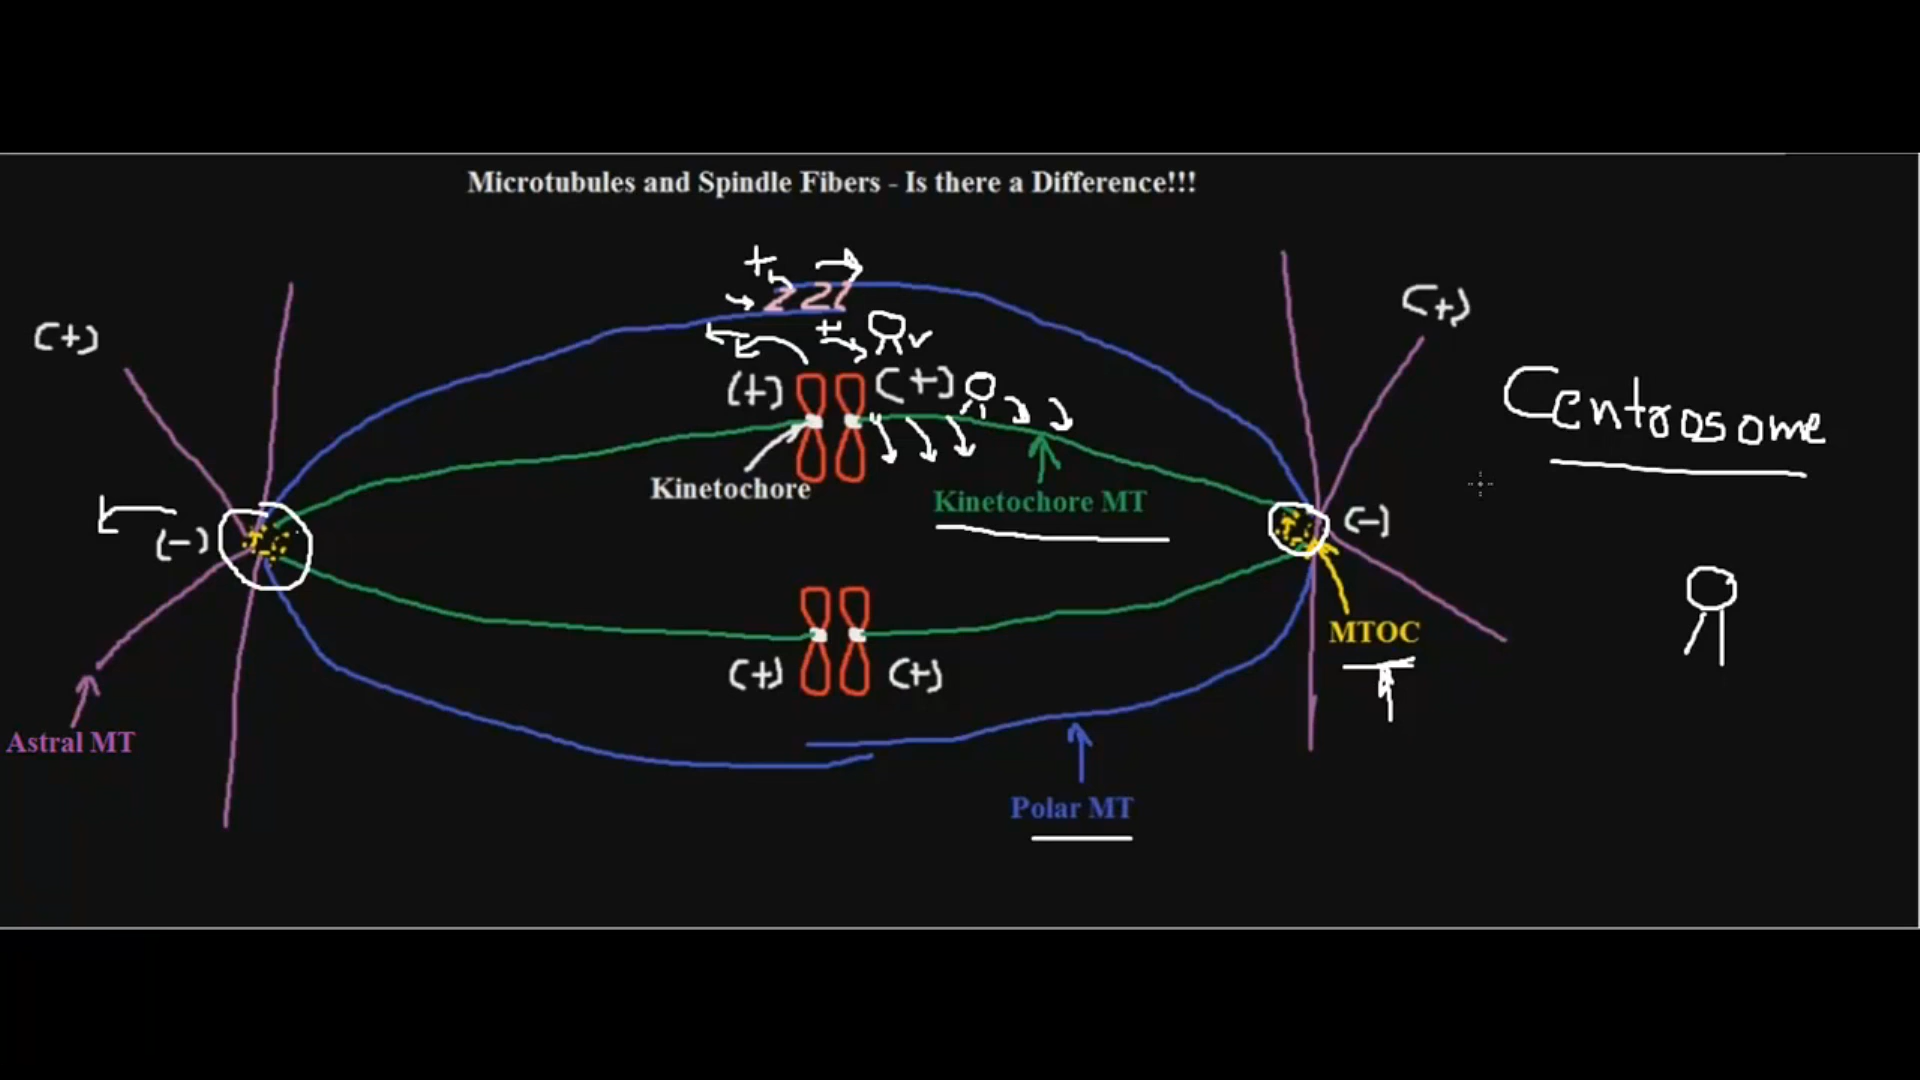 Microtubules and Spindle Fibers - Is there a Difference!!!
+
(+)
(+)
+
(+)
(+)
Centrosome
Kinetochore
Kinetochore MT
(-)
(-)
MTOC
(+)
(+)
Astral MT
Polar MT